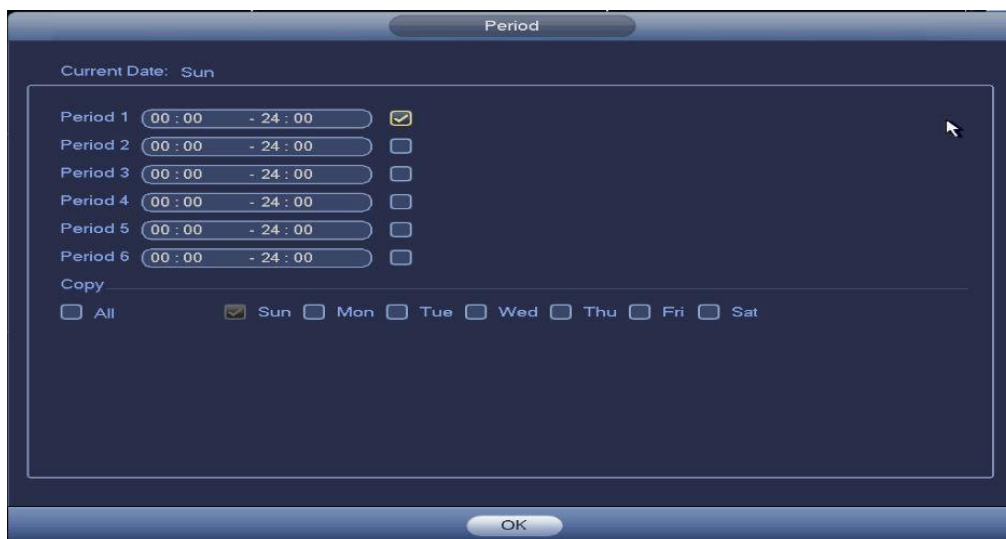 Period
Current Date: Sun
Period 1 00 : 00 - 24 : 00
Period 2 00 : 00 - 24 : 00
Period 3 00 : 00 - 24 : 00
Period 4 00 : 00 - 24 : 00
Period 5 00 : 00 - 24 : 00
Period 6 00 : 00 - 24 : 00
Copy
All Sun Mon Tue Wed Thu Fri Sat
OK